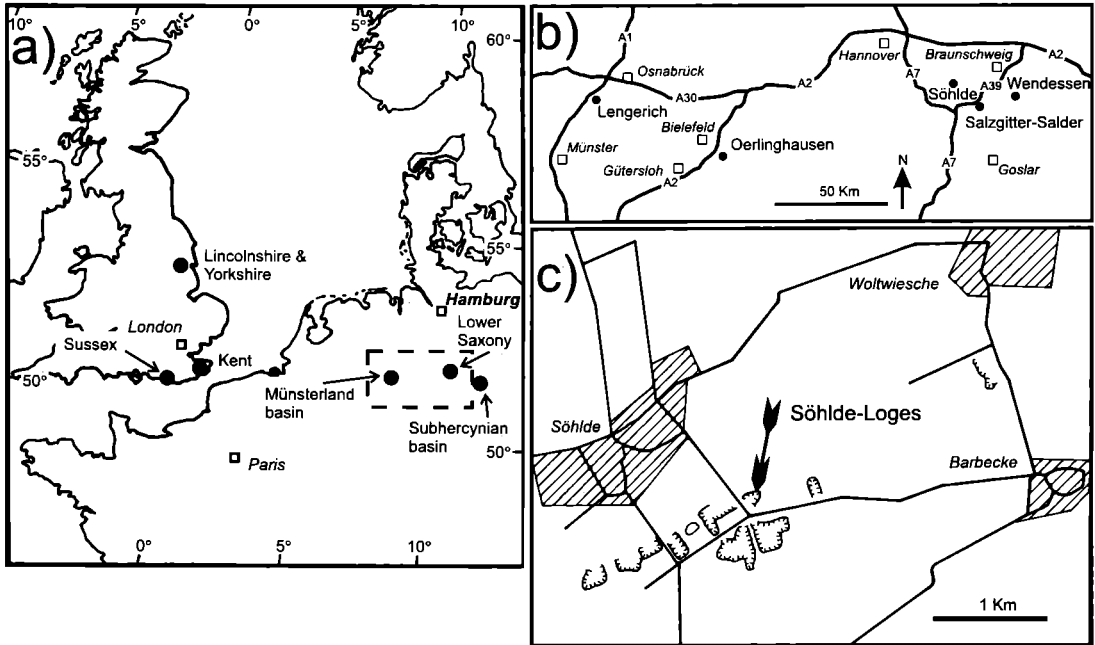 10°
5°
0°
5°
10°
a)
60°
55°
55°
Lincolnshire &
Yorkshire
London
Sussex
Kent
Hamburg
Lower
Saxony
50°
Münsterland
basin
Subhercynian
basin
50°
Paris
0°
5°
10°
b)
A1
Hannover
Braunschweig
A2
Osnabrück
A7
A39
Wendessen
Söhlde
A30
A2
Lengerich
Salzgitter-Salder
Bielefeld
Münster
Oerlinghausen
Gütersloh
A2
A7
Goslar
N
50 Km
c)
Woltwiesche
Söhlde-Loges
Söhlde
Barbecke
1 Km